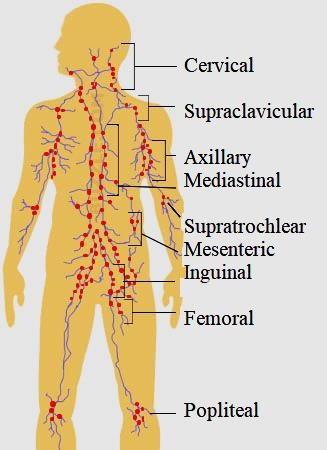 Cervical
Supraclavicular
Axillary
Mediastinal
Supratrochlear
Mesenteric
Inguinal
Femoral
Popliteal